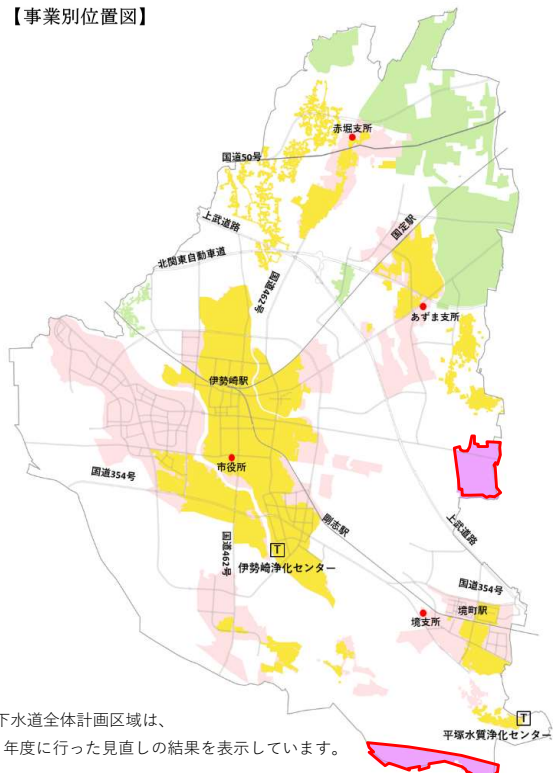 【事業別位置図】
赤堀支所
国道50号
上武道路
国定駅
北関東自動車道
国道462号
あずま支所
伊勢崎駅
市役所
国道354号
剛志駅
上武道路
国道462号
T
伊勢崎浄化センター
国道354号
境町駅
境支所
T
平塚水質浄化センター
下水道全体計画区域は、
年度に行った見直しの結果を表示しています。